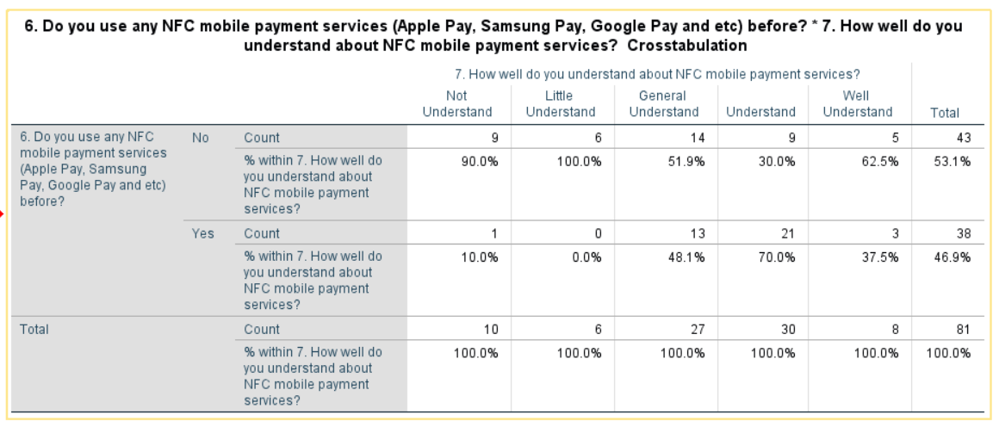 6. Do you use any NFC mobile payment services (Apple Pay, Samsung Pay, Google Pay and etc) before? * 7. How well do you
understand about NFC mobile payment services? Crosstabulation
7. How well do you understand about NFC mobile payment services?
Not Understand Little Understand General Understand Understand Well Understand Total
6. Do you use any NFC mobile payment services (Apple Pay, Samsung Pay, Google Pay and etc) before? No Count 9 6 14 9 5 43
% within 7. How well do you understand about NFC mobile payment services? 90.0% 100.0% 51.9% 30.0% 62.5% 53.1%
Yes Count 1 0 13 21 3 38
% within 7. How well do you understand about NFC mobile payment services? 10.0% 0.0% 48.1% 70.0% 37.5% 46.9%
Total Count 10 6 27 30 8 81
% within 7. How well do you understand about NFC mobile payment services? 100.0% 100.0% 100.0% 100.0% 100.0% 100.0%